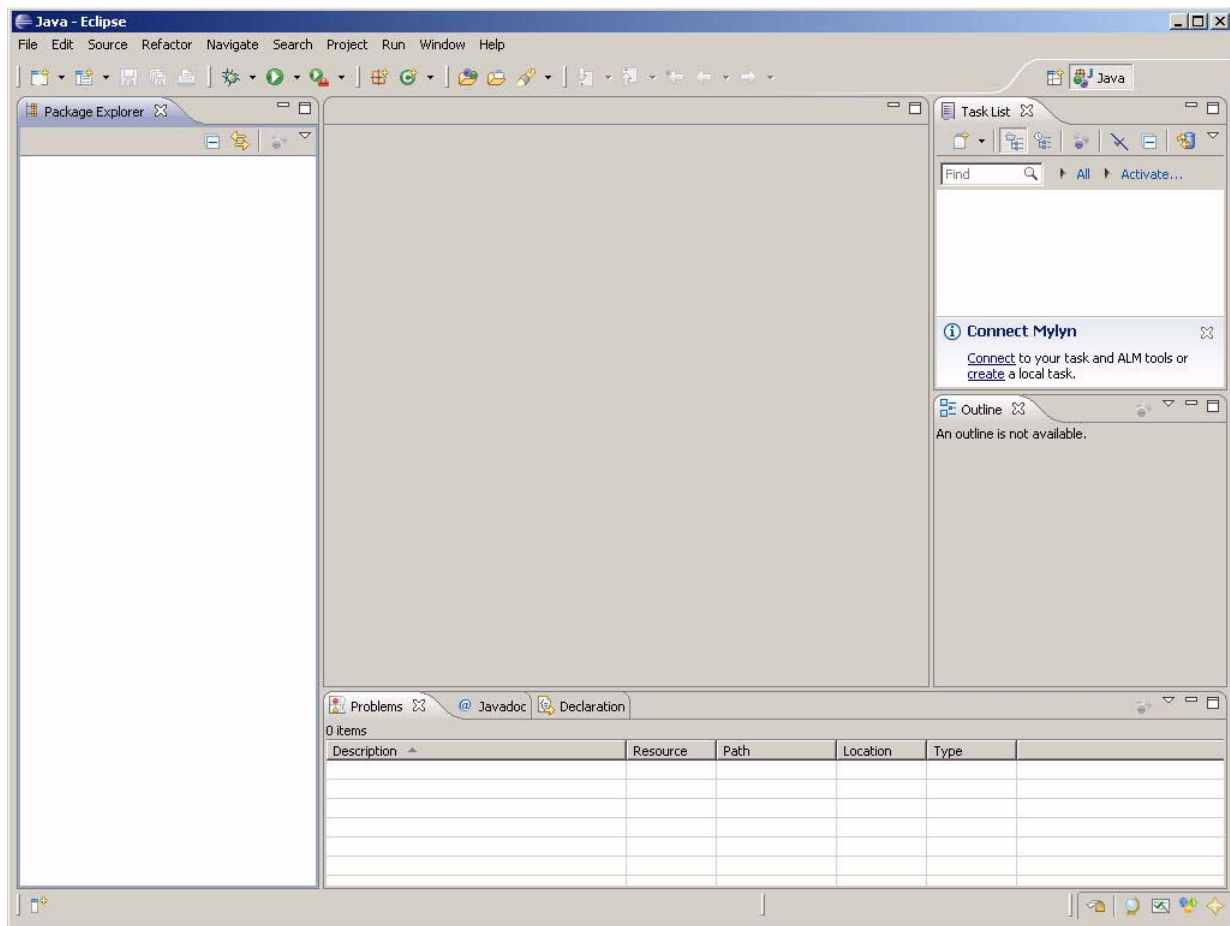 Java - Eclipse
File Edit Source Refactor Navigate Search Project Run Window Help
Java
Package Explorer
Task List
Find All Activate...
Connect Mylyn
Connect to your task and ALM tools or
create a local task.
Outline
An outline is not available.
Problems @ Javadoc Declaration
0 items
Description Resource Path Location Type